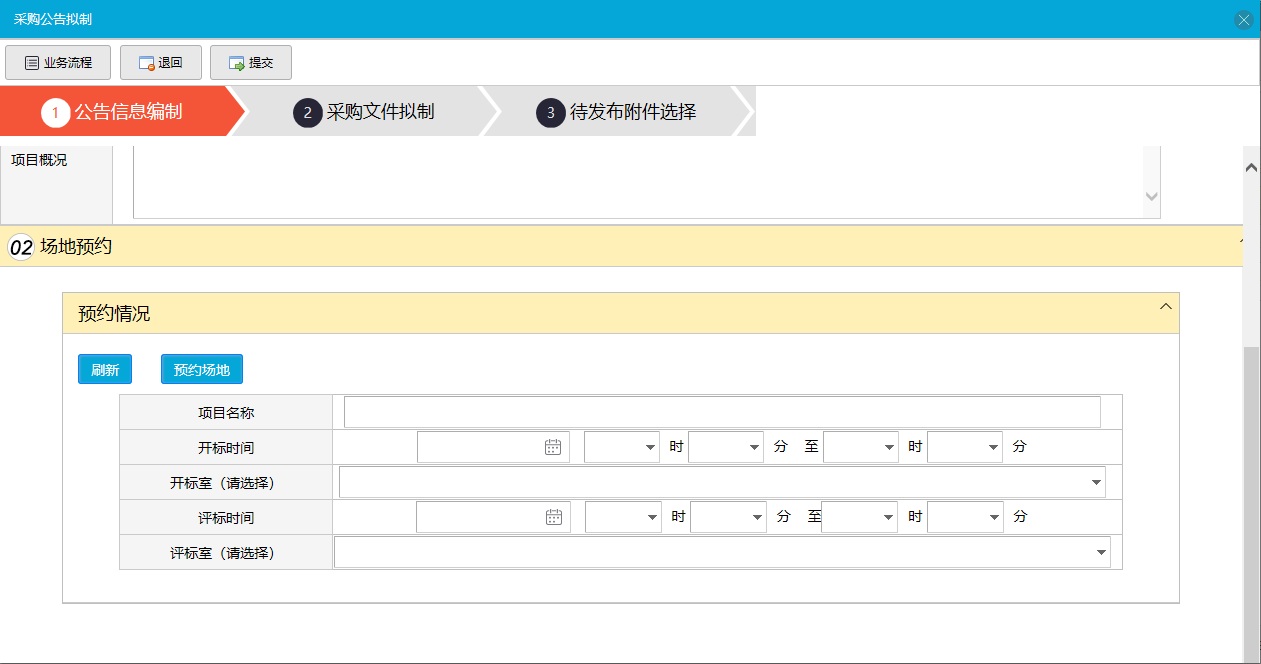 采购公告拟制
业务流程 退回 提交
1 公告信息编制 2 采购文件拟制 3 待发布附件选择
项目概况
02 场地预约
预约情况
刷新 预约场地
项目名称
开标时间 时 分 至 时 分
开标室（请选择）
评标时间 时 分 至 时 分
评标室（请选择）